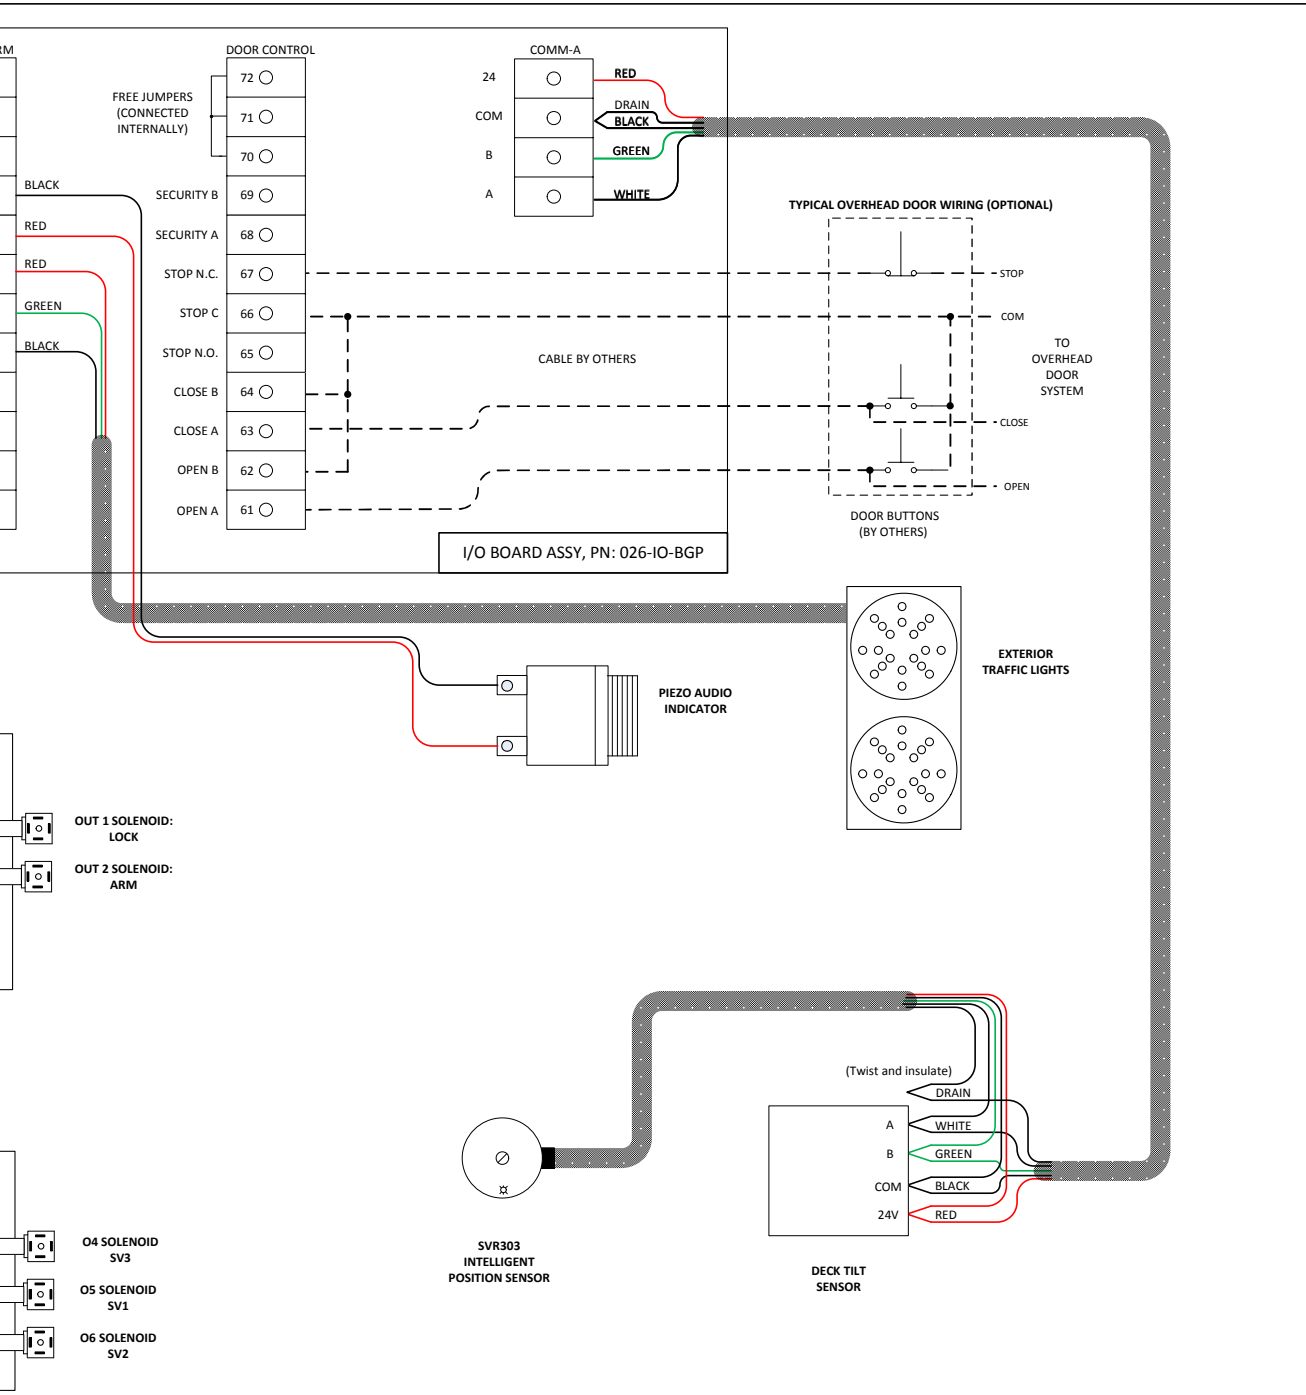 RM
DOOR CONTROL
COMM-A
FREE JUMPERS
(CONNECTED
INTERNALLY)
72
71
70
SECURITY B 69
SECURITY A 68
STOP N.C. 67
STOP C 66
STOP N.O. 65
CLOSE B 64
CLOSE A 63
OPEN B 62
OPEN A 61
24
COM
B
A
RED
DRAIN
BLACK
GREEN
WHITE
BLACK
RED
RED
GREEN
BLACK
TYPICAL OVERHEAD DOOR WIRING (OPTIONAL)
STOP
COM
TO
OVERHEAD
DOOR
SYSTEM
CLOSE
OPEN
CABLE BY OTHERS
DOOR BUTTONS
(BY OTHERS)
I/O BOARD ASSY, PN: 026-IO-BGP
EXTERIOR
TRAFFIC LIGHTS
PIEZO AUDIO
INDICATOR
OUT 1 SOLENOID:
LOCK
OUT 2 SOLENOID:
ARM
(Twist and insulate)
DRAIN
A WHITE
B GREEN
COM BLACK
24V RED
DECK TILT
SENSOR
SVR303
INTELLIGENT
POSITION SENSOR
O4 SOLENOID
SV3
O5 SOLENOID
SV1
O6 SOLENOID
SV2